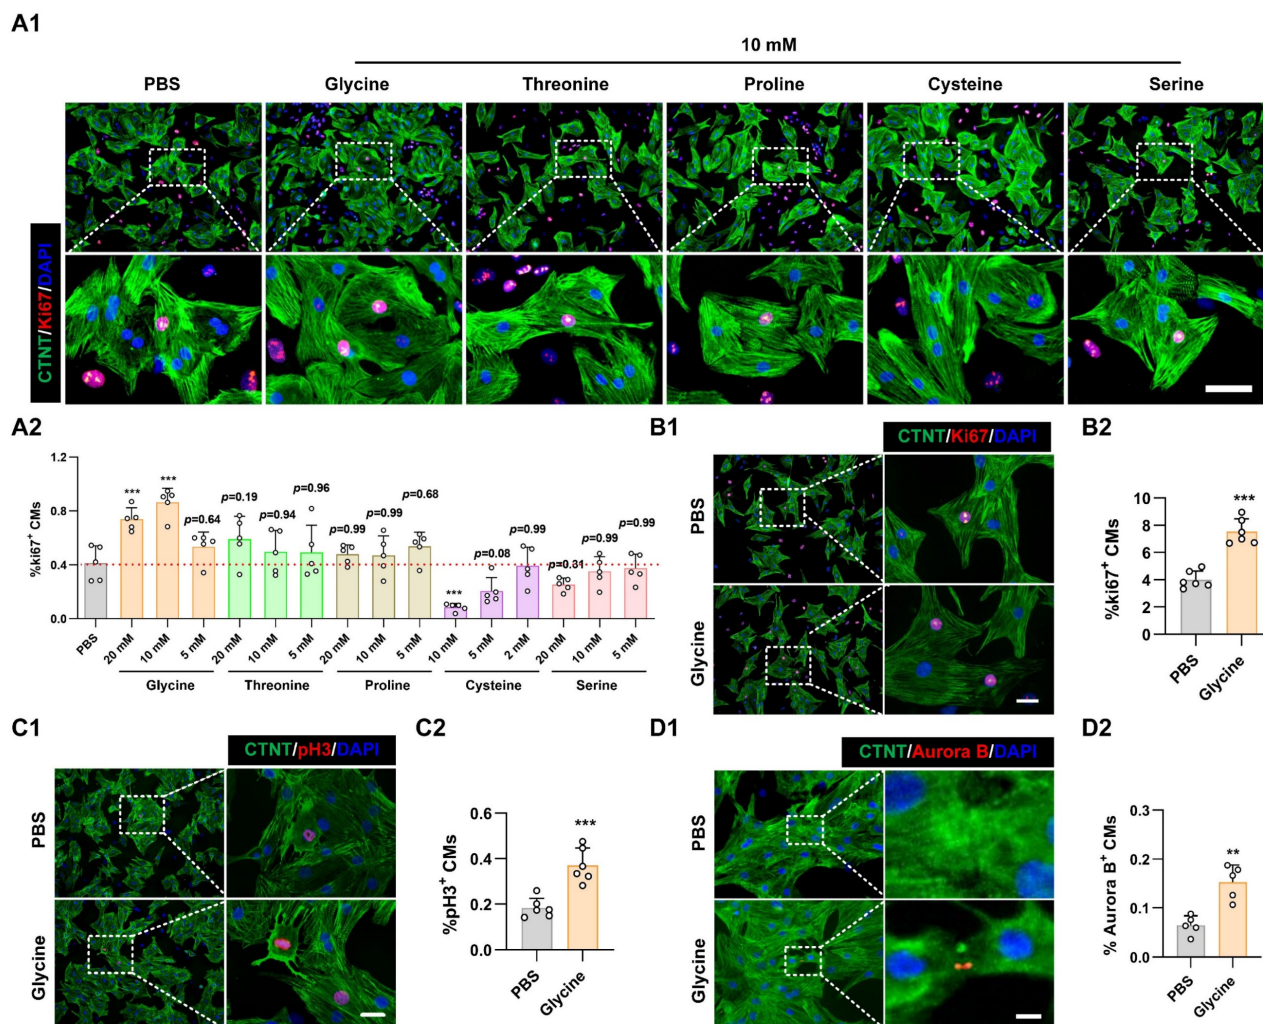 A1
10 mM
PBS
Glycine
Threonine
Proline
Cysteine
Serine
CTNT/Ki67/DAPI
A2
%ki67+ CMs
1.2
0.8
0.4
0.0
***
***
p=0.64
p=0.19
p=0.94
p=0.96
p=0.99
p=0.99
p=0.68
***
p=0.08
p=0.99
p=0.31
p=0.99
p=0.99
PBS
20 mM
10 mM
5 mM
20 mM
10 mM
5 mM
20 mM
10 mM
5 mM
10 mM
5 mM
2 mM
20 mM
10 mM
5 mM
Glycine
Threonine
Proline
Cysteine
Serine
B1
CTNT/Ki67/DAPI
PBS
Glycine
B2
%ki67+ CMs
10
8
6
4
2
0
***
PBS
Glycine
C1
CTNT/pH3/DAPI
PBS
Glycine
C2
%pH3+ CMs
0.6
0.4
0.2
0.0
***
PBS
Glycine
D1
CTNT/Aurora B/DAPI
PBS
Glycine
D2
% Aurora B+ CMs
0.3
0.2
0.1
0.0
**
PBS
Glycine